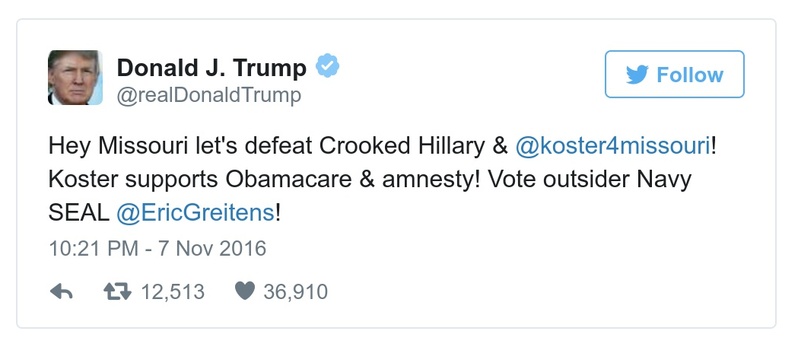 Donald J. Trump
@realDonaldTrump
Follow
Hey Missouri let's defeat Crooked Hillary & @koster4missouri!
Koster supports Obamacare & amnesty! Vote outsider Navy
SEAL @EricGreitens!
10:21 PM - 7 Nov 2016
12,513 36,910